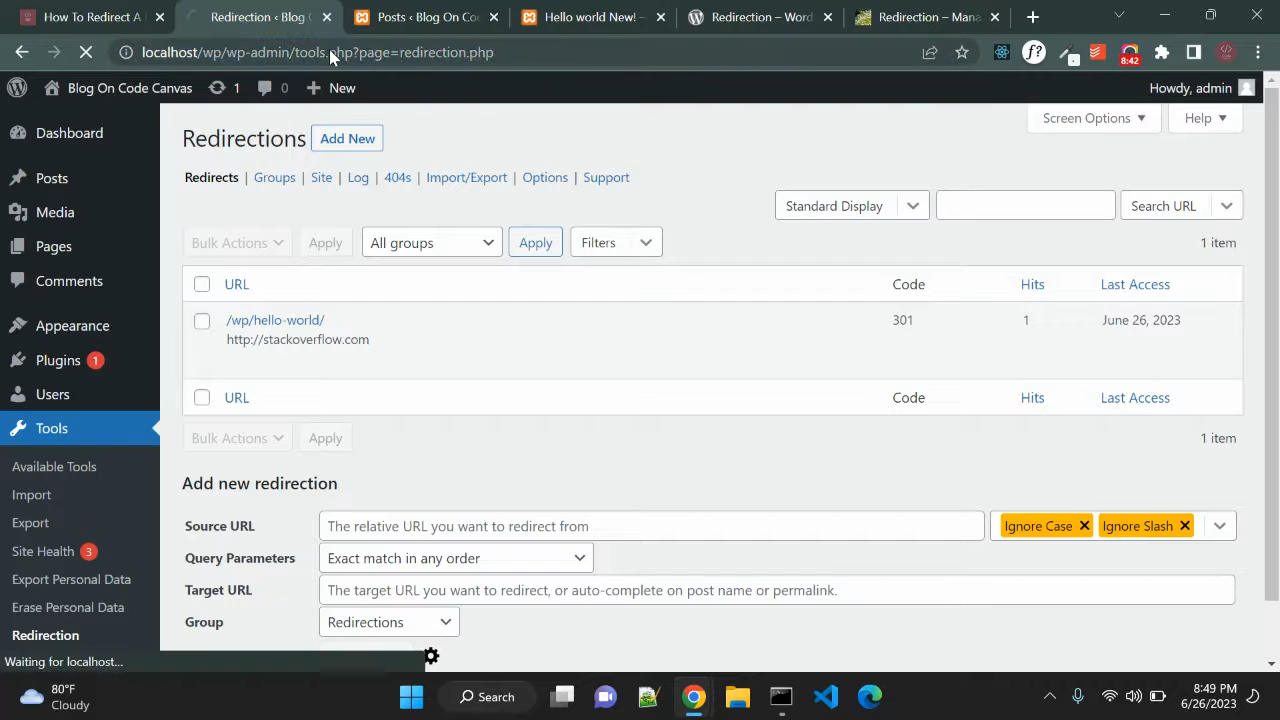 How To Redirect A
Redirection ‹ Blog
Posts ‹ Blog On Co
Hello world New! –
Redirection – Word
Redirection – Mana
localhost/wp/wp-admin/tools.php?page=redirection.php
f?
8:42
Blog On Code Canvas
1
0
New
Howdy, admin
Dashboard
Posts
Media
Pages
Comments
Appearance
Plugins 1
Users
Tools
Available Tools
Import
Export
Site Health 3
Export Personal Data
Erase Personal Data
Redirection
Waiting for localhost...
Screen Options
Help
Redirections
Add New
Redirects | Groups | Site | Log | 404s | Import/Export | Options | Support
Standard Display
Search URL
Bulk Actions
Apply
All groups
Apply
Filters
1 item
URL
Code
Hits
Last Access
/wp/hello-world/
301
1
June 26, 2023
http://stackoverflow.com
URL
Code
Hits
Last Access
Bulk Actions
Apply
1 item
Add new redirection
Source URL
The relative URL you want to redirect from
Ignore Case
Ignore Slash
Query Parameters
Exact match in any order
Target URL
The target URL you want to redirect, or auto-complete on post name or permalink.
Group
Redirections
80°F
Cloudy
Search
8:49 PM
6/26/2023